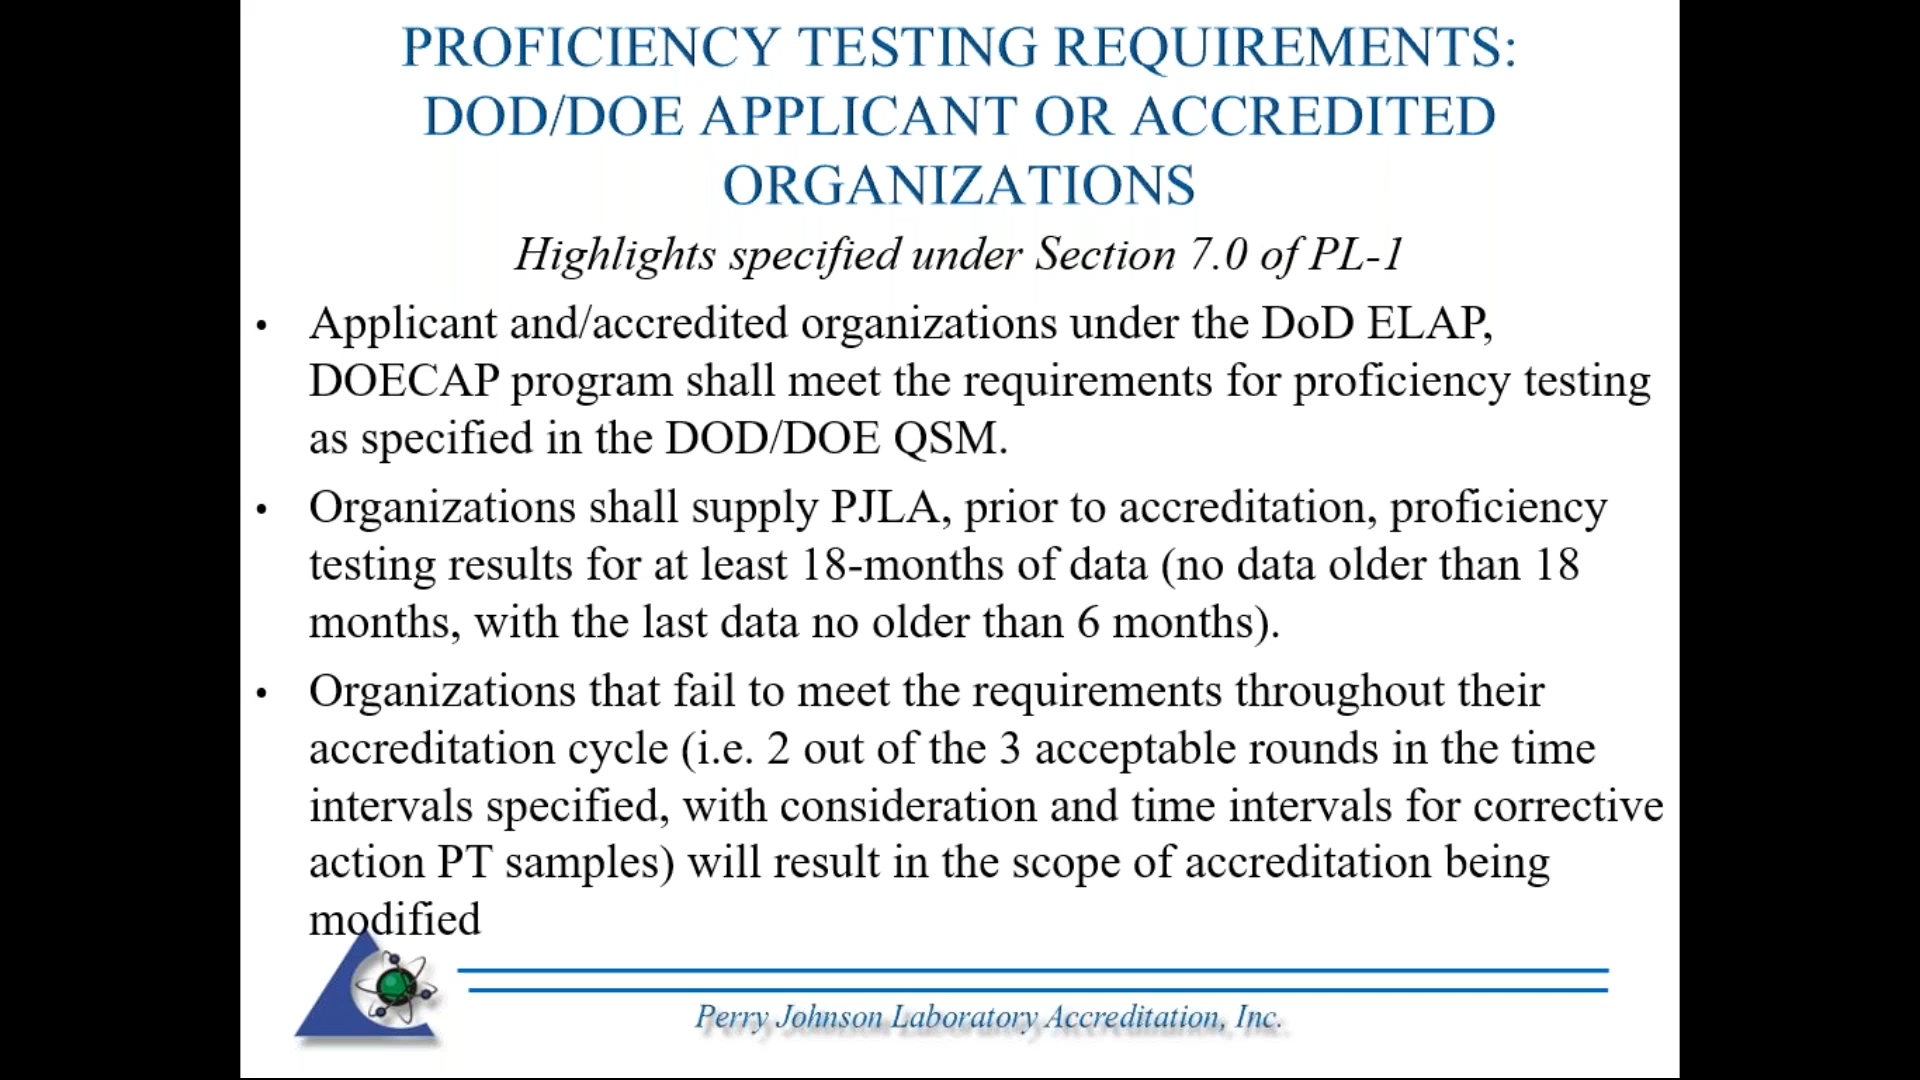 PROFICIENCY TESTING REQUIREMENTS:
DOD/DOE APPLICANT OR ACCREDITED
ORGANIZATIONS
Highlights specified under Section 7.0 of PL-1
• Applicant and/accredited organizations under the DoD ELAP,
DOECAP program shall meet the requirements for proficiency testing
as specified in the DOD/DOE QSM.
• Organizations shall supply PJLA, prior to accreditation, proficiency
testing results for at least 18-months of data (no data older than 18
months, with the last data no older than 6 months).
• Organizations that fail to meet the requirements throughout their
accreditation cycle (i.e. 2 out of the 3 acceptable rounds in the time
intervals specified, with consideration and time intervals for corrective
action PT samples) will result in the scope of accreditation being
modified
Perry Johnson Laboratory Accreditation, Inc.